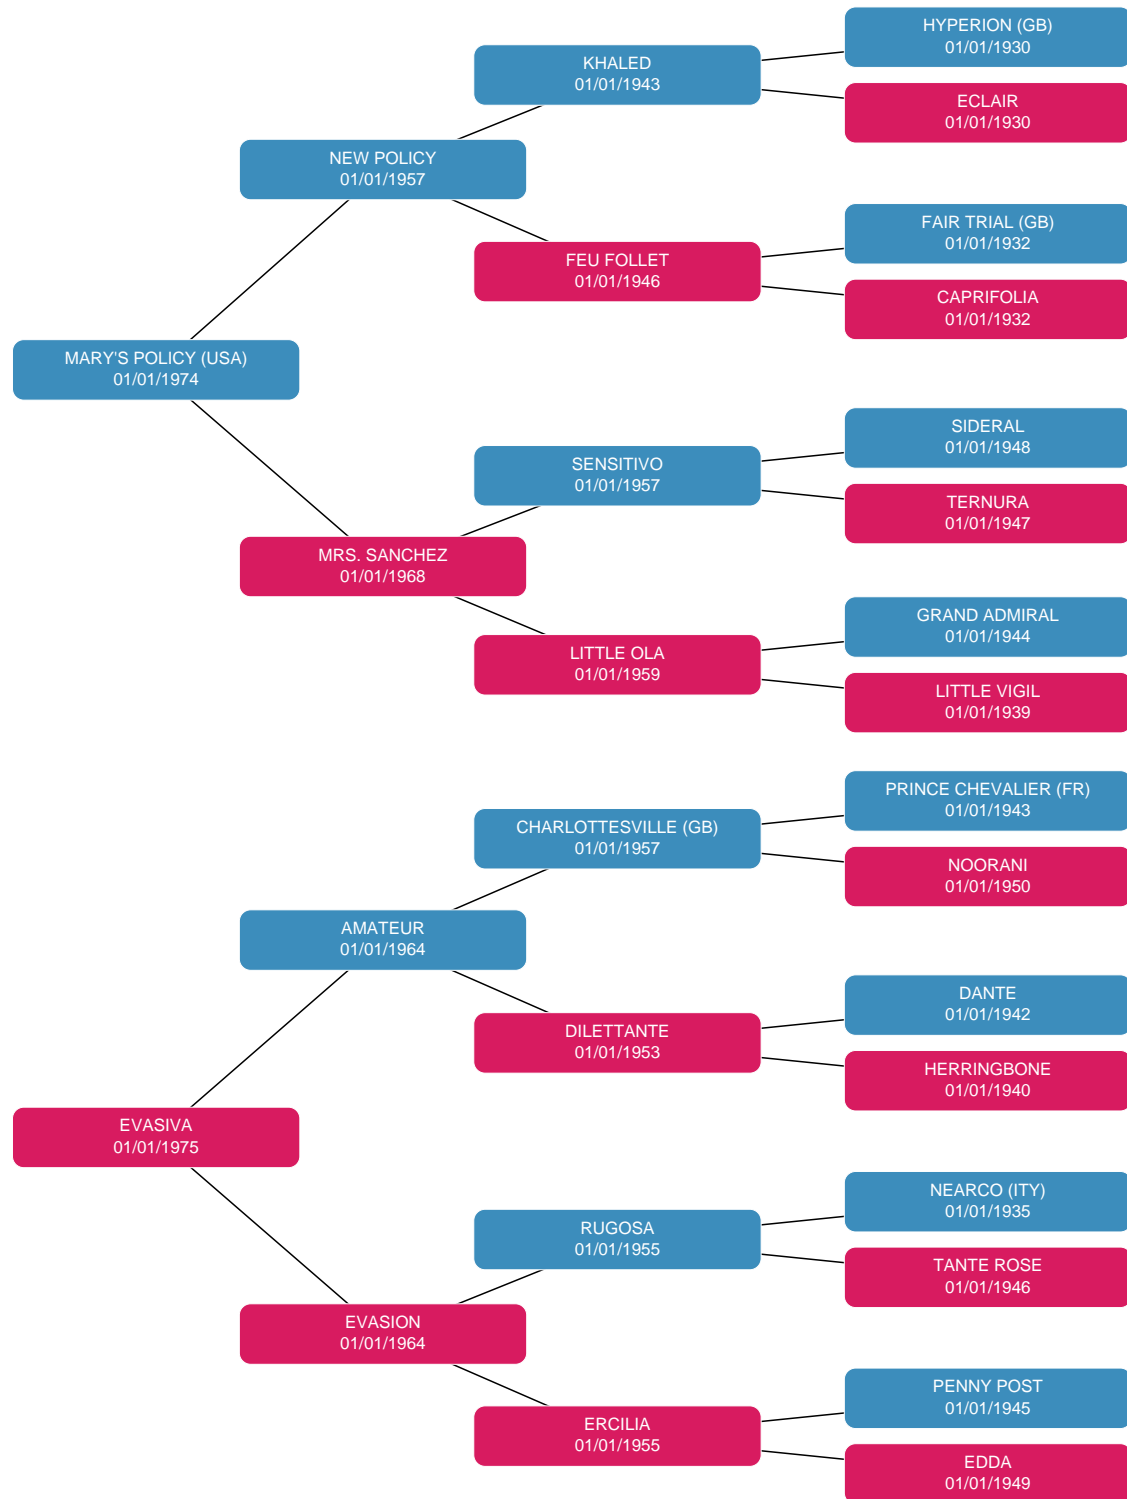 HYPERION (GB)
01/01/1930
KHALED
01/01/1943
ECLAIR
01/01/1930
NEW POLICY
01/01/1957
FAIR TRIAL (GB)
01/01/1932
FEU FOLLET
01/01/1946
CAPRIFOLIA
01/01/1932
MARY'S POLICY (USA)
01/01/1974
SIDERAL
01/01/1948
SENSITIVO
01/01/1957
TERNURA
01/01/1947
MRS. SANCHEZ
01/01/1968
GRAND ADMIRAL
01/01/1944
LITTLE OLA
01/01/1959
LITTLE VIGIL
01/01/1939
PRINCE CHEVALIER (FR)
01/01/1943
CHARLOTTESVILLE (GB)
01/01/1957
NOORANI
01/01/1950
AMATEUR
01/01/1964
DANTE
01/01/1942
DILETTANTE
01/01/1953
HERRINGBONE
01/01/1940
EVASIVA
01/01/1975
NEARCO (ITY)
01/01/1935
RUGOSA
01/01/1955
TANTE ROSE
01/01/1946
EVASION
01/01/1964
PENNY POST
01/01/1945
ERCILIA
01/01/1955
EDDA
01/01/1949